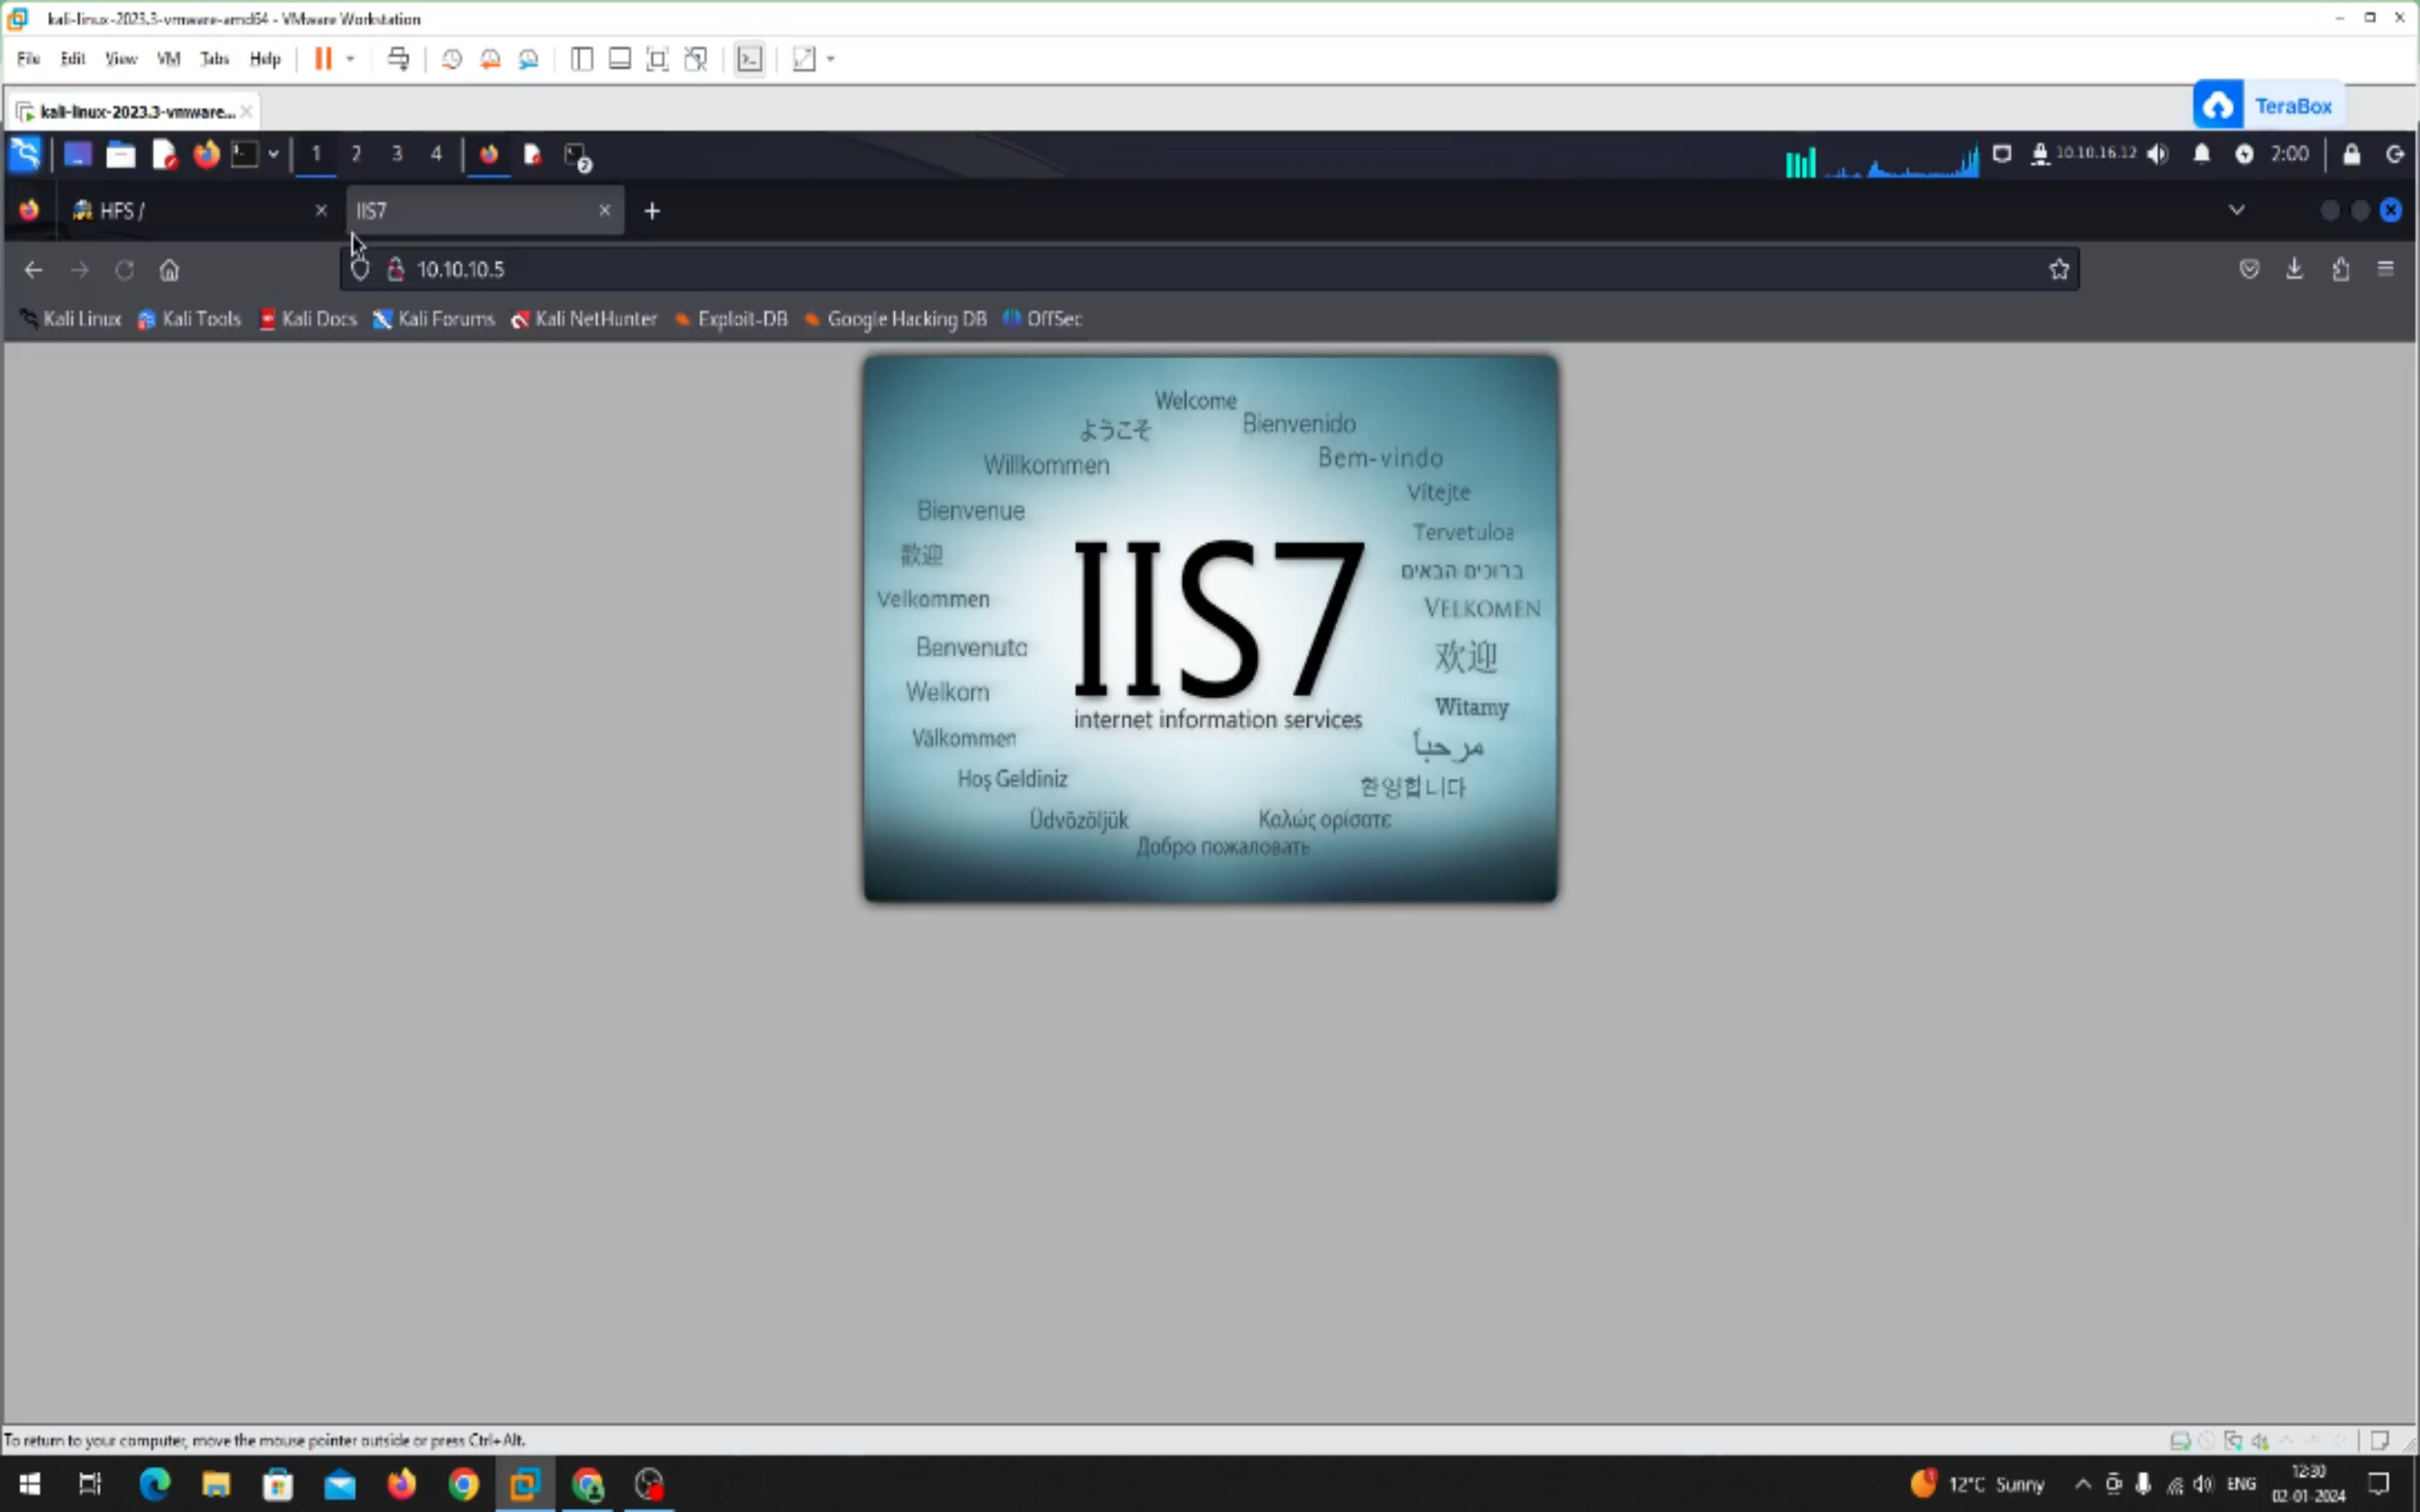 kali-linux-2023.3-vmware-amd64 - VMware Workstation
File Edit View VM Tabs Help
kali-linux-2023.3-vmware...
TeraBox
1 2 3 4 2 10.10.16.12 2:00
HFS /
IIS7
10.10.10.5
Kali Linux Kali Tools Kali Docs Kali Forums Kali NetHunter Exploit-DB Google Hacking DB OffSec
Welcome
ようこそ
Bienvenido
Willkommen
Bem-vindo
Vítejte
Bienvenue
Tervetuloa
歡迎
ברוכים הבאים
Velkommen
VELKOMEN
Benvenuto
欢迎
Welkom
Witamy
Välkommen
مرحباً
Hoş Geldiniz
환영합니다
Üdvözöljük
Καλώς ορίσατε
Добро пожаловать
IIS7
internet information services
To return to your computer, move the mouse pointer outside or press Ctrl+Alt.
12°C Sunny
ENG
12:30
02-01-2024